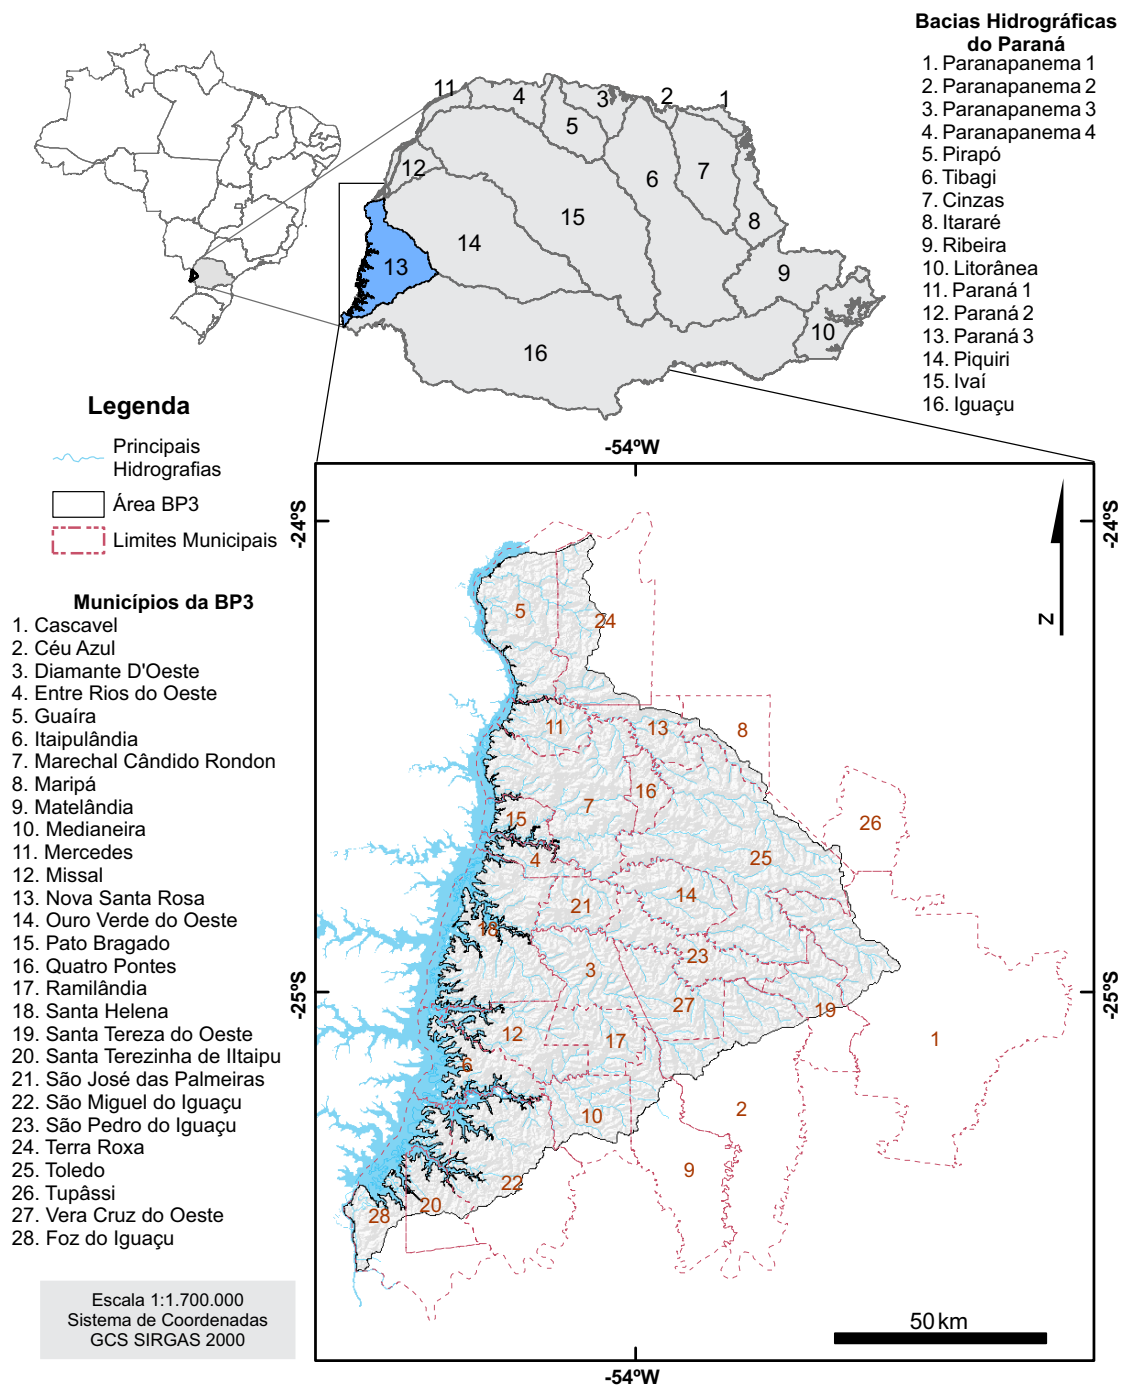 Bacias Hidrográficas
do Paraná
1. Paranapanema 1
2. Paranapanema 2
3. Paranapanema 3
4. Paranapanema 4
5. Pirapó
6. Tibagi
7. Cinzas
8. Itararé
9. Ribeira
10. Litorânea
11. Paraná 1
12. Paraná 2
13. Paraná 3
14. Piquiri
15. Ivaí
16. Iguaçu
11
4
3
2
1
5
12
6
7
15
8
14
13
9
10
16
Legenda
Principais
Hidrografias
Área BP3
Limites Municipais
Municípios da BP3
1. Cascavel
2. Céu Azul
3. Diamante D'Oeste
4. Entre Rios do Oeste
5. Guaíra
6. Itaipulândia
7. Marechal Cândido Rondon
8. Maripá
9. Matelândia
10. Medianeira
11. Mercedes
12. Missal
13. Nova Santa Rosa
14. Ouro Verde do Oeste
15. Pato Bragado
16. Quatro Pontes
17. Ramilândia
18. Santa Helena
19. Santa Tereza do Oeste
20. Santa Terezinha de IItaipu
21. São José das Palmeiras
22. São Miguel do Iguaçu
23. São Pedro do Iguaçu
24. Terra Roxa
25. Toledo
26. Tupâssi
27. Vera Cruz do Oeste
28. Foz do Iguaçu
Escala 1:1.700.000
Sistema de Coordenadas
GCS SIRGAS 2000
-54ºW
-24ºS
-24ºS
N
5
24
11
13
8
16
7
15
26
4
25
14
21
18
23
3
27
19
12
17
1
6
10
2
9
22
20
28
-25ºS
-25ºS
50 km
-54ºW